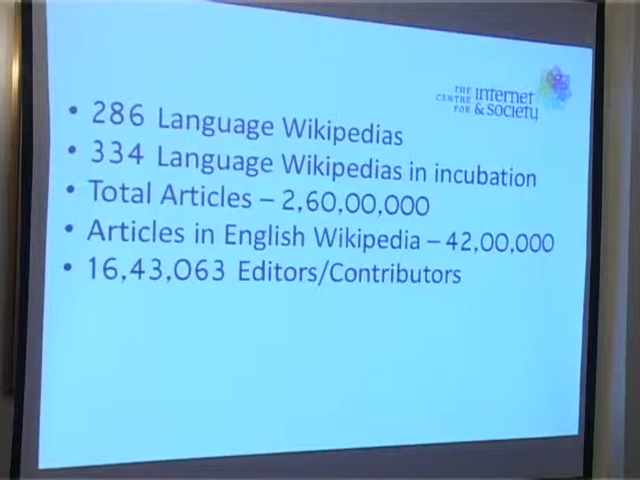 THE CENTRE FOR internet & society
• 286 Language Wikipedias
• 334 Language Wikipedias in incubation
• Total Articles – 2,60,00,000
• Articles in English Wikipedia – 42,00,000
• 16,43,063 Editors/Contributors